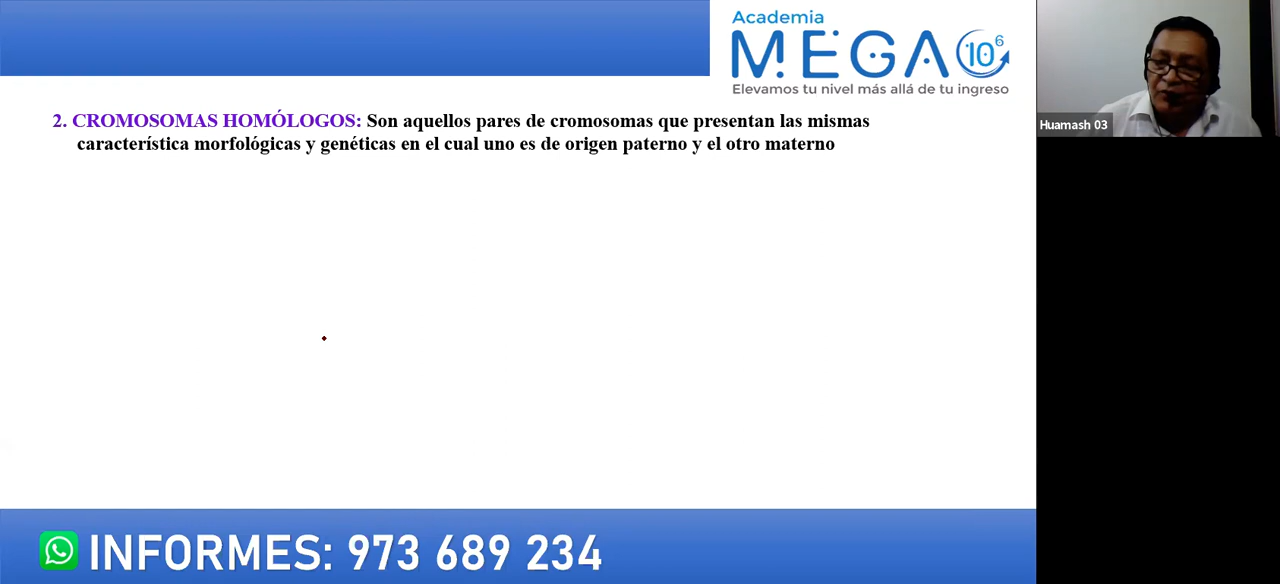 Academia
MEGA 10⁶
Elevamos tu nivel más allá de tu ingreso
2. CROMOSOMAS HOMÓLOGOS: Son aquellos pares de cromosomas que presentan las mismas
característica morfológicas y genéticas en el cual uno es de origen paterno y el otro materno
Huamash 03
INFORMES: 973 689 234